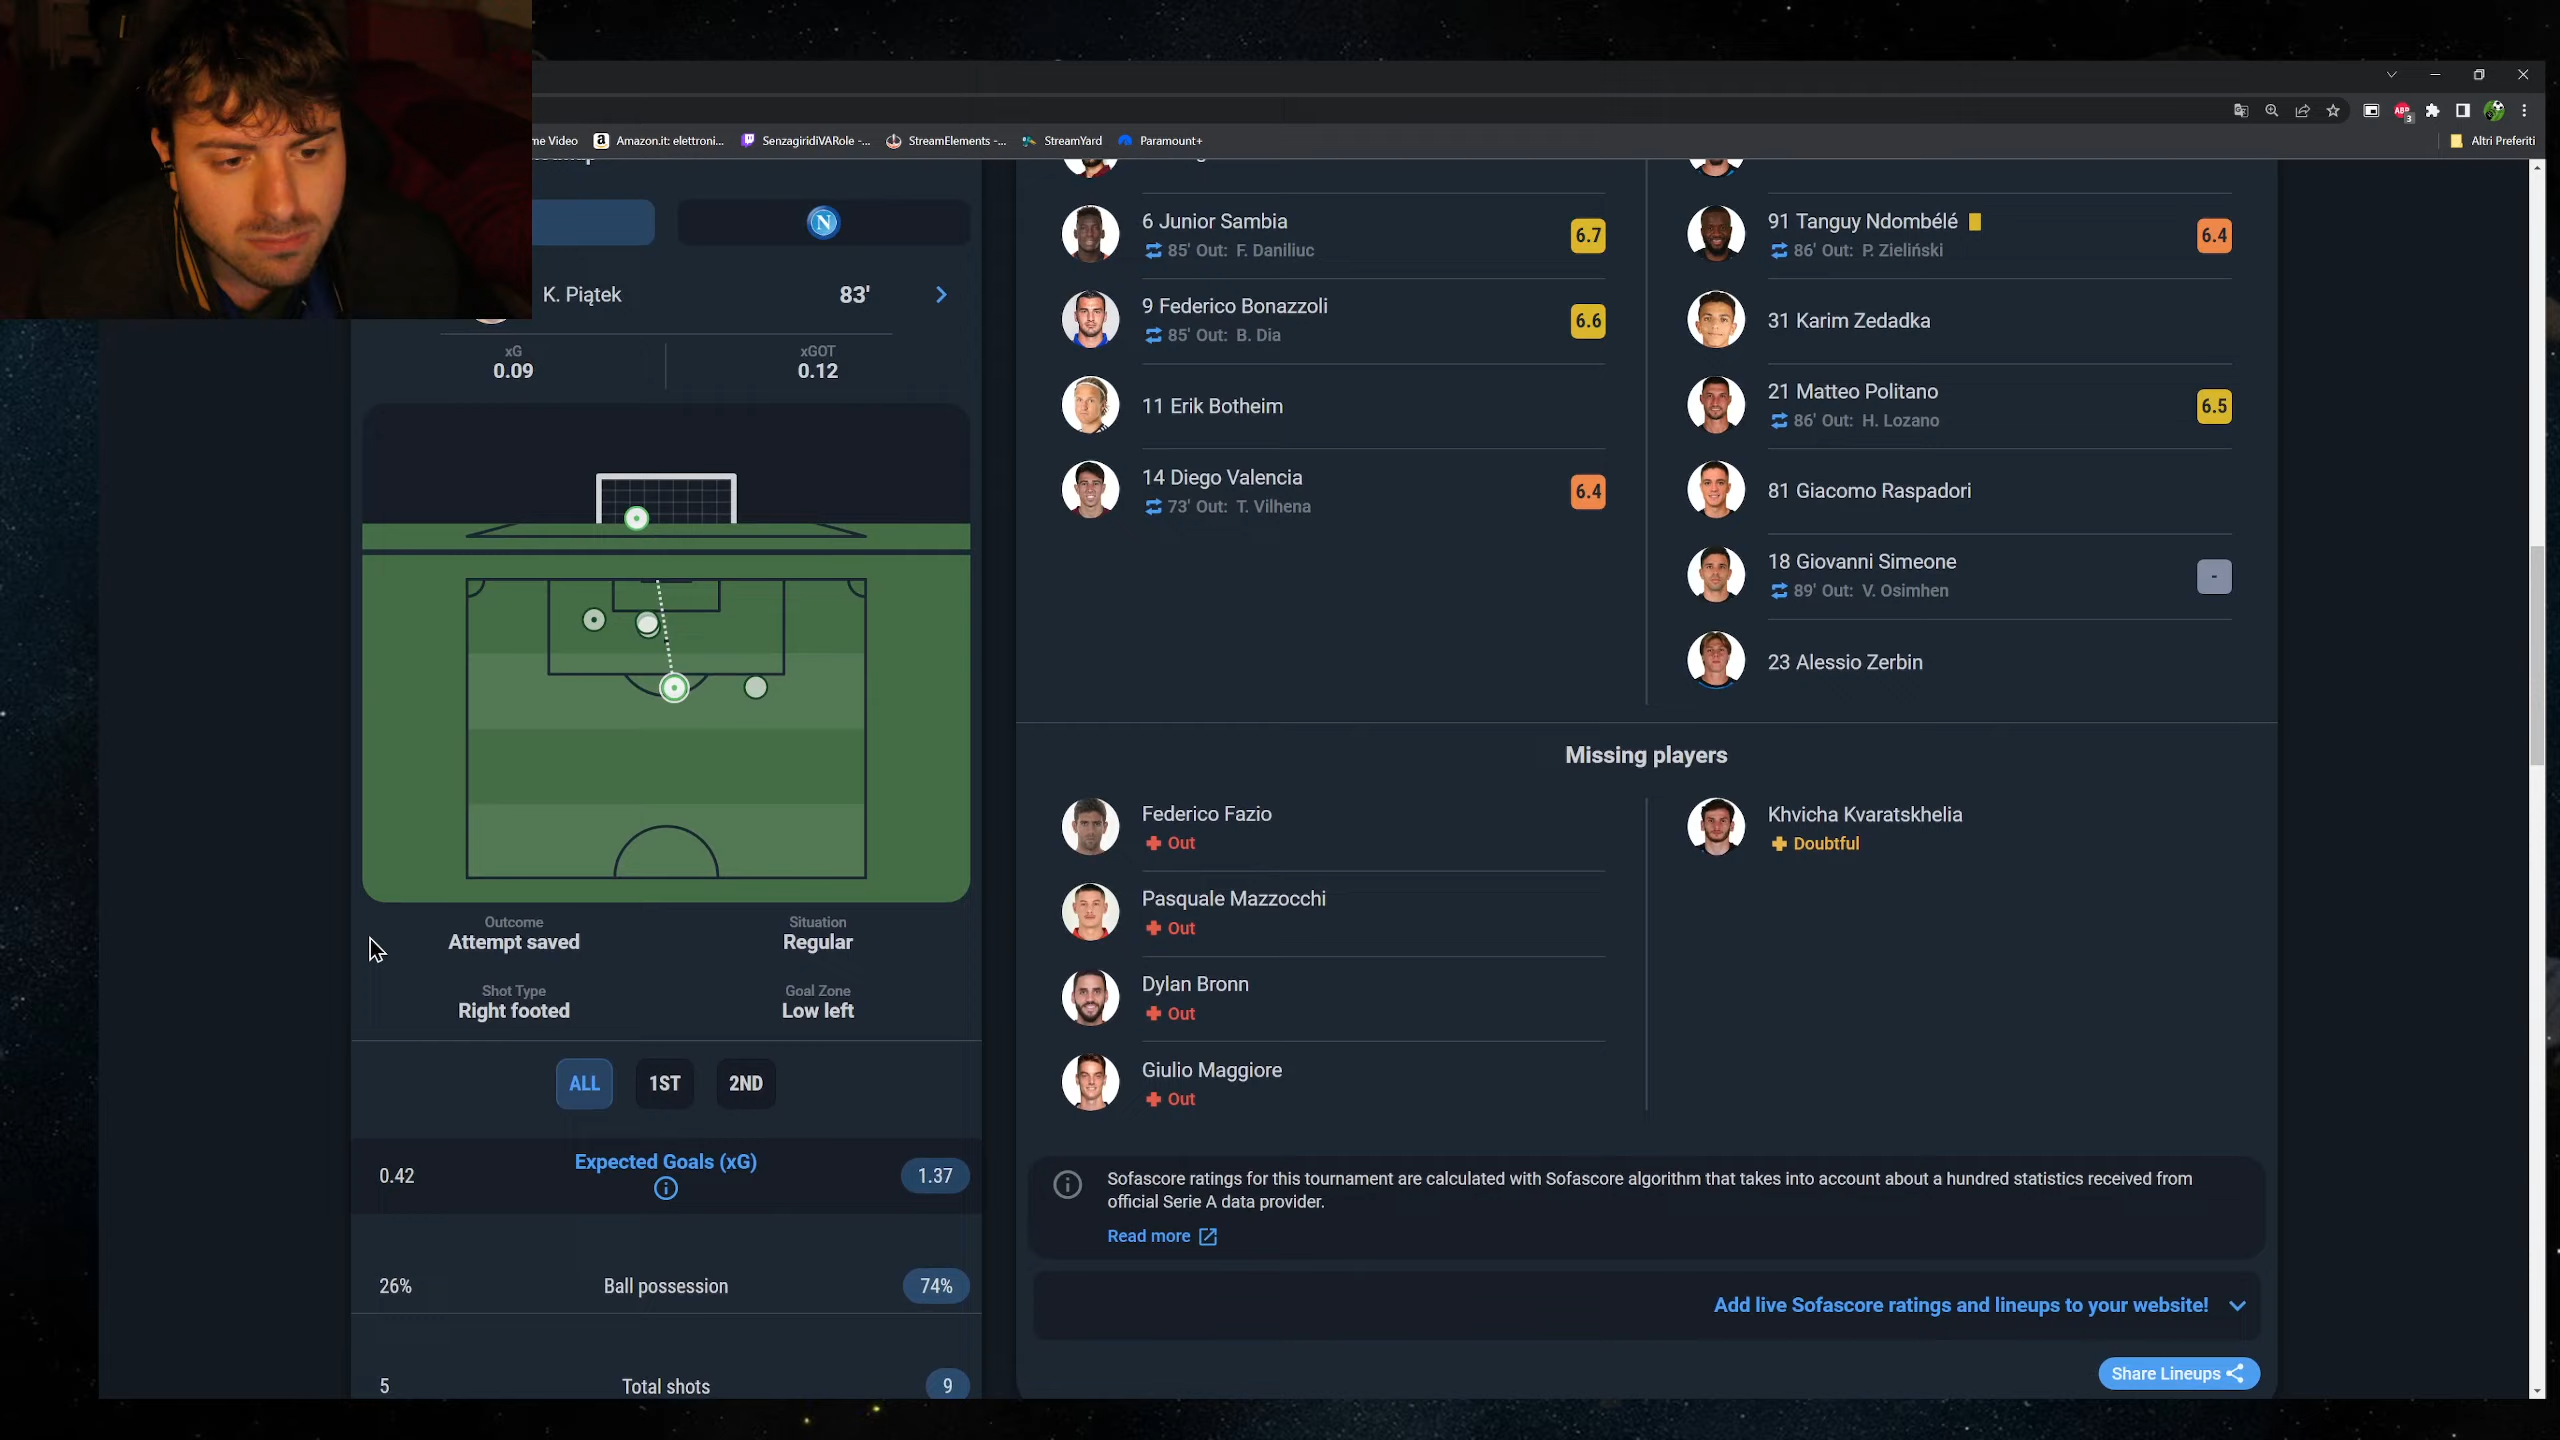 me Video
Amazon.it: elettroni...
SenzagiridiVARole -...
StreamElements -...
StreamYard
Paramount+
Altri Preferiti
ABP
3
N
K. Piątek
83'
xG
0.09
xGOT
0.12
Outcome
Attempt saved
Situation
Regular
Shot Type
Right footed
Goal Zone
Low left
ALL
1ST
2ND
0.42
Expected Goals (xG)
1.37
26%
Ball possession
74%
5
Total shots
9
6 Junior Sambia
85' Out: F. Daniliuc
6.7
9 Federico Bonazzoli
85' Out: B. Dia
6.6
11 Erik Botheim
14 Diego Valencia
73' Out: T. Vilhena
6.4
91 Tanguy Ndombélé
86' Out: P. Zieliński
6.4
31 Karim Zedadka
21 Matteo Politano
86' Out: H. Lozano
6.5
81 Giacomo Raspadori
18 Giovanni Simeone
89' Out: V. Osimhen
-
23 Alessio Zerbin
Missing players
Federico Fazio
Out
Pasquale Mazzocchi
Out
Dylan Bronn
Out
Giulio Maggiore
Out
Khvicha Kvaratskhelia
Doubtful
Sofascore ratings for this tournament are calculated with Sofascore algorithm that takes into account about a hundred statistics received from
official Serie A data provider.
Read more
Add live Sofascore ratings and lineups to your website!
Share Lineups